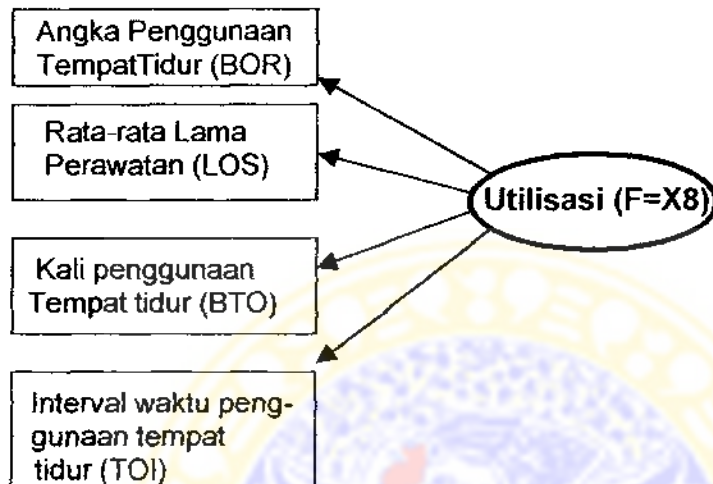 Angka Penggunaan
TempatTidur (BOR)
Rata-rata Lama
Perawatan (LOS)
Utilisasi (F=X8)
Kali penggunaan
Tempat tidur (BTO)
Interval waktu peng-
gunaan tempat
tidur (TOI)